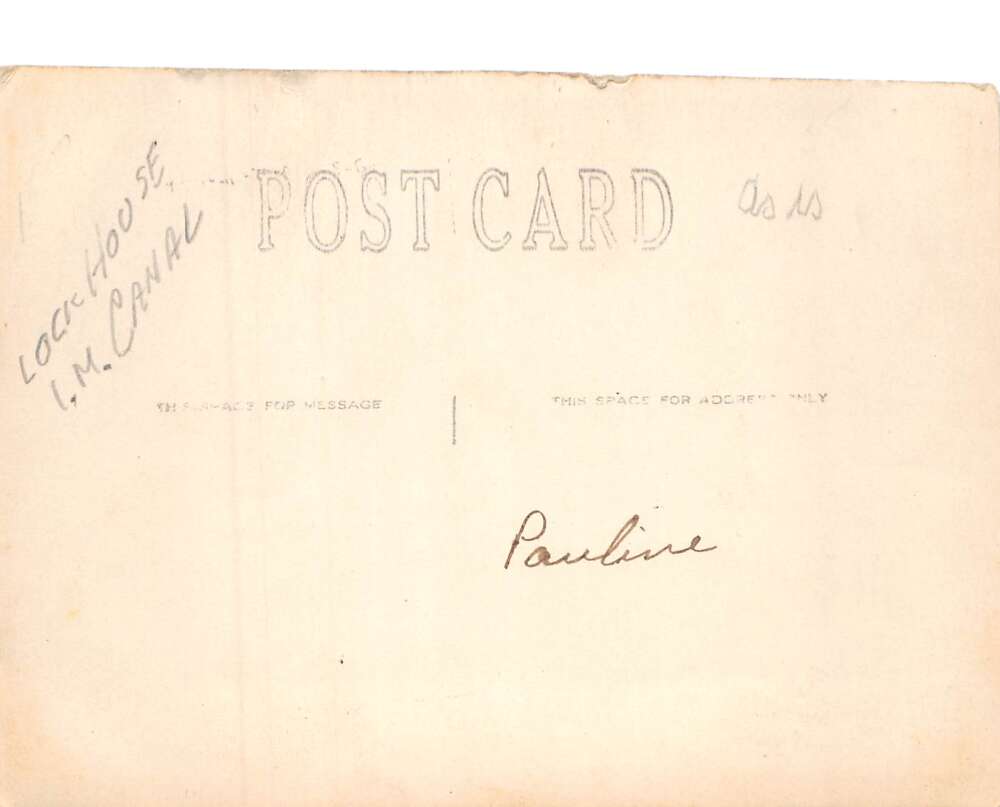 LOCK HOUSE
I.M. CANAL
POST CARD
as is
THIS SPACE FOR MESSAGE
THIS SPACE FOR ADDRESS ONLY
Pauline